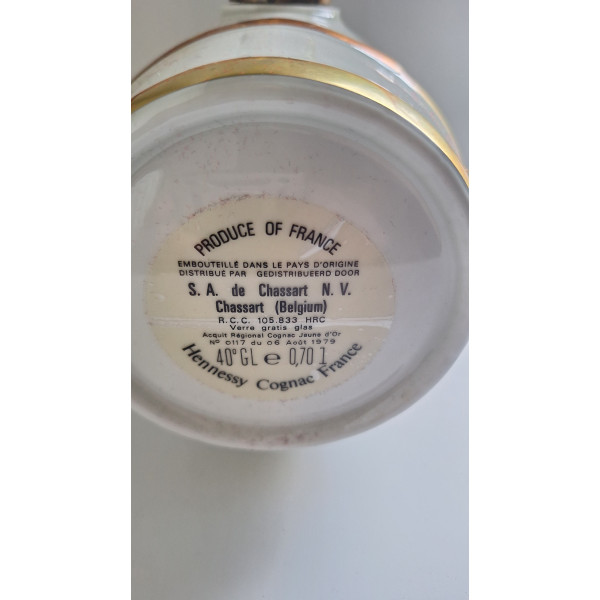 PRODUCE OF FRANCE
EMBOUTEILLÉ DANS LE PAYS D'ORIGINE
DISTRIBUÉ PAR GEDISTRIBUEERD DOOR
S. A. de Chassart N. V.
Chassart (Belgium)
R.C.C. 105.833 HRC
Verre gratis glas
Acquit Régional Cognac Jaune d'Or
N° 0117 du 06 Août 1979
40° GL e 0,70 l
Hennessy Cognac France